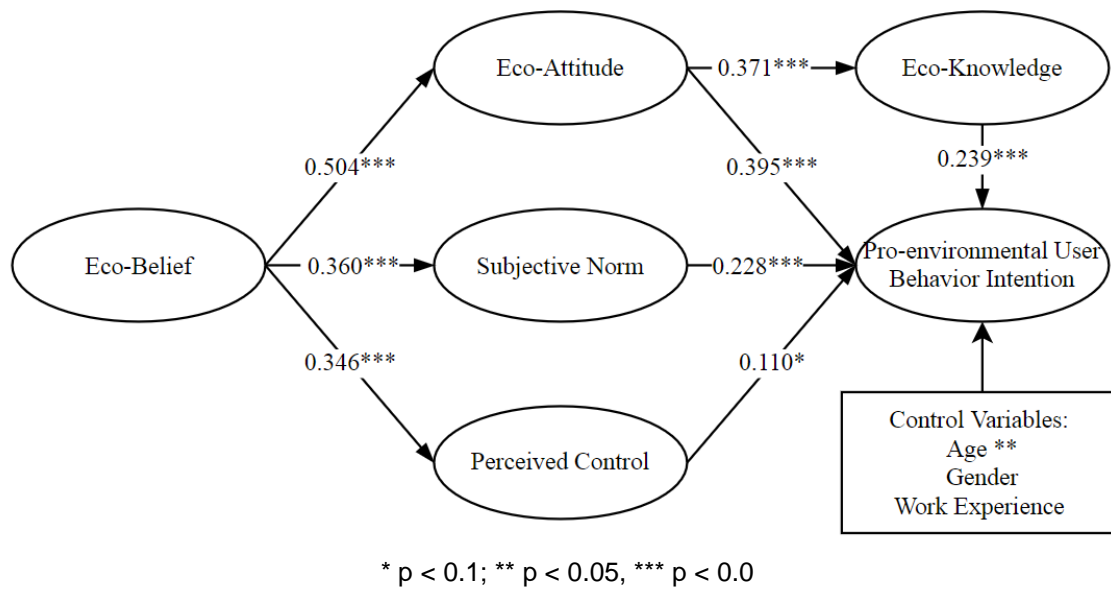 Eco-Attitude
0.371***
Eco-Knowledge
0.504***
0.395***
0.239***
Eco-Belief
0.360***
Subjective Norm
0.228***
Pro-environmental User
Behavior Intention
0.346***
0.110*
Perceived Control
Control Variables:
Age **
Gender
Work Experience
* p < 0.1; ** p < 0.05, *** p < 0.0